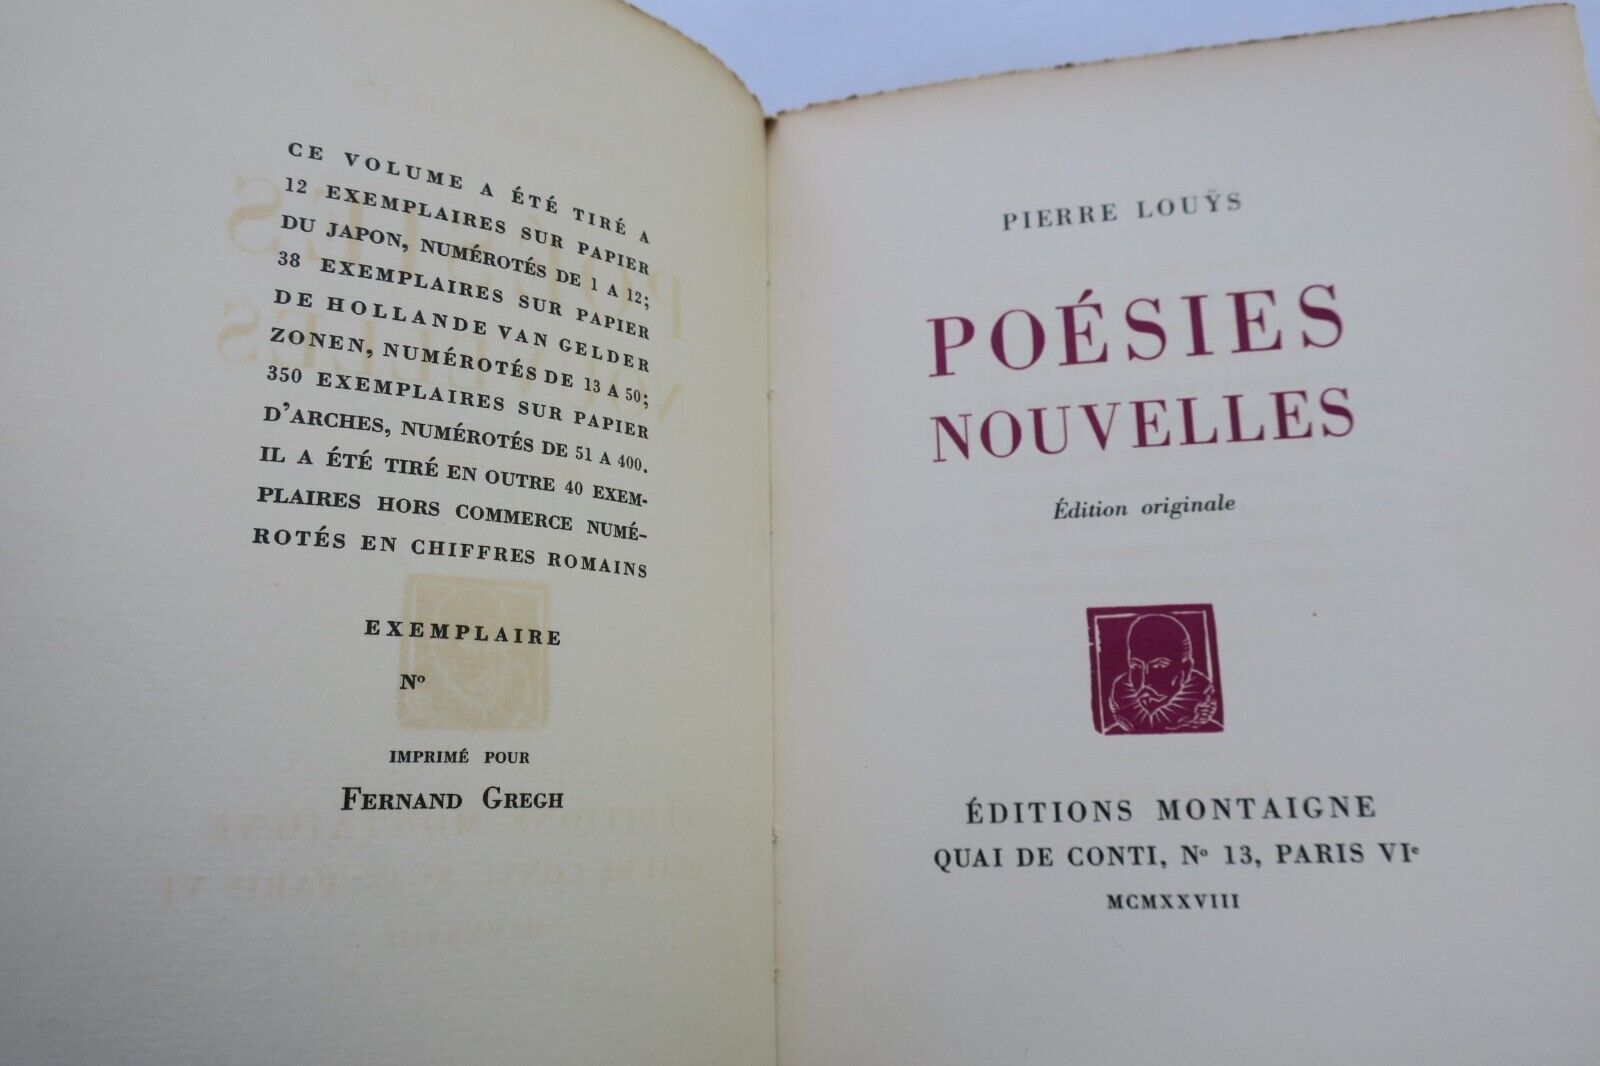 CE VOLUME A ÉTÉ TIRÉ A
12 EXEMPLAIRES SUR PAPIER
DU JAPON, NUMÉROTÉS DE 1 A 12;
38 EXEMPLAIRES SUR PAPIER
DE HOLLANDE VAN GELDER
ZONEN, NUMÉROTÉS DE 13 A 50;
350 EXEMPLAIRES SUR PAPIER
D'ARCHES, NUMÉROTÉS DE 51 A 400.
IL A ÉTÉ TIRÉ EN OUTRE 40 EXEM-
PLAIRES HORS COMMERCE NUMÉ-
ROTÉS EN CHIFFRES ROMAINS
EXEMPLAIRE
Nº
IMPRIMÉ POUR
FERNAND GREGH
PIERRE LOUŸS
POÉSIES
NOUVELLES
Édition originale
ÉDITIONS MONTAIGNE
QUAI DE CONTI, Nº 13, PARIS VIᵉ
MCMXXVIII